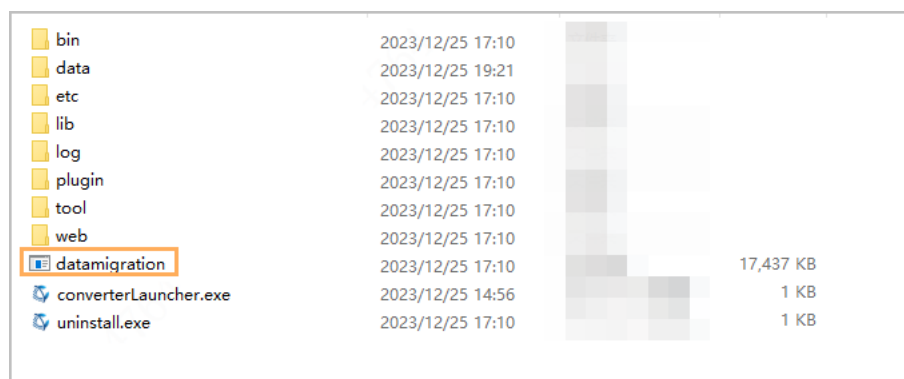 bin 2023/12/25 17:10
data 2023/12/25 19:21
etc 2023/12/25 17:10
lib 2023/12/25 17:10
log 2023/12/25 17:10
plugin 2023/12/25 17:10
tool 2023/12/25 17:10
web 2023/12/25 17:10
datamigration 2023/12/25 17:10 17,437 KB
converterLauncher.exe 2023/12/25 14:56 1 KB
uninstall.exe 2023/12/25 17:10 1 KB